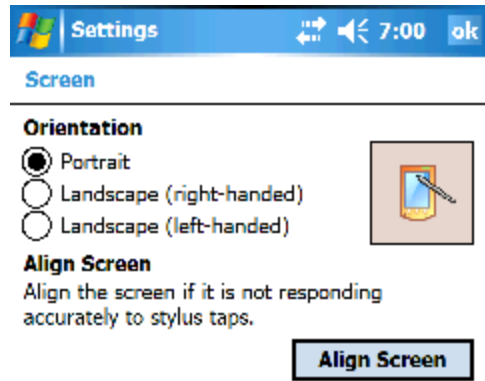 Settings 7:00 ok
Screen
Orientation
Portrait
Landscape (right-handed)
Landscape (left-handed)
Align Screen
Align the screen if it is not responding
accurately to stylus taps.
Align Screen